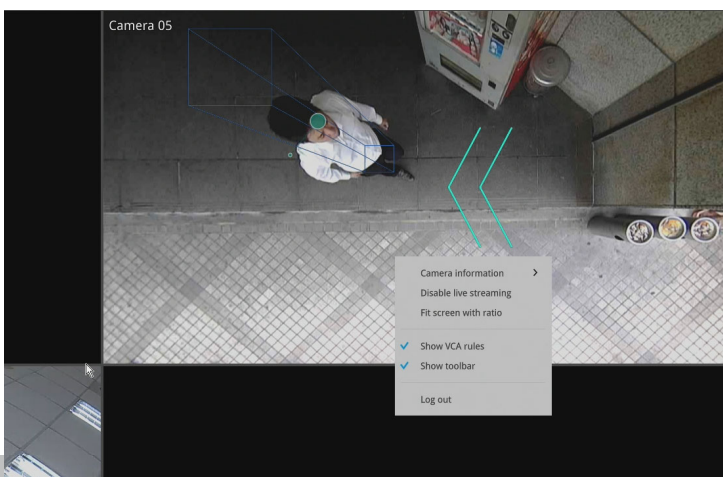 Camera 05
Camera information
Disable live streaming
Fit screen with ratio
Show VCA rules
Show toolbar
Log out